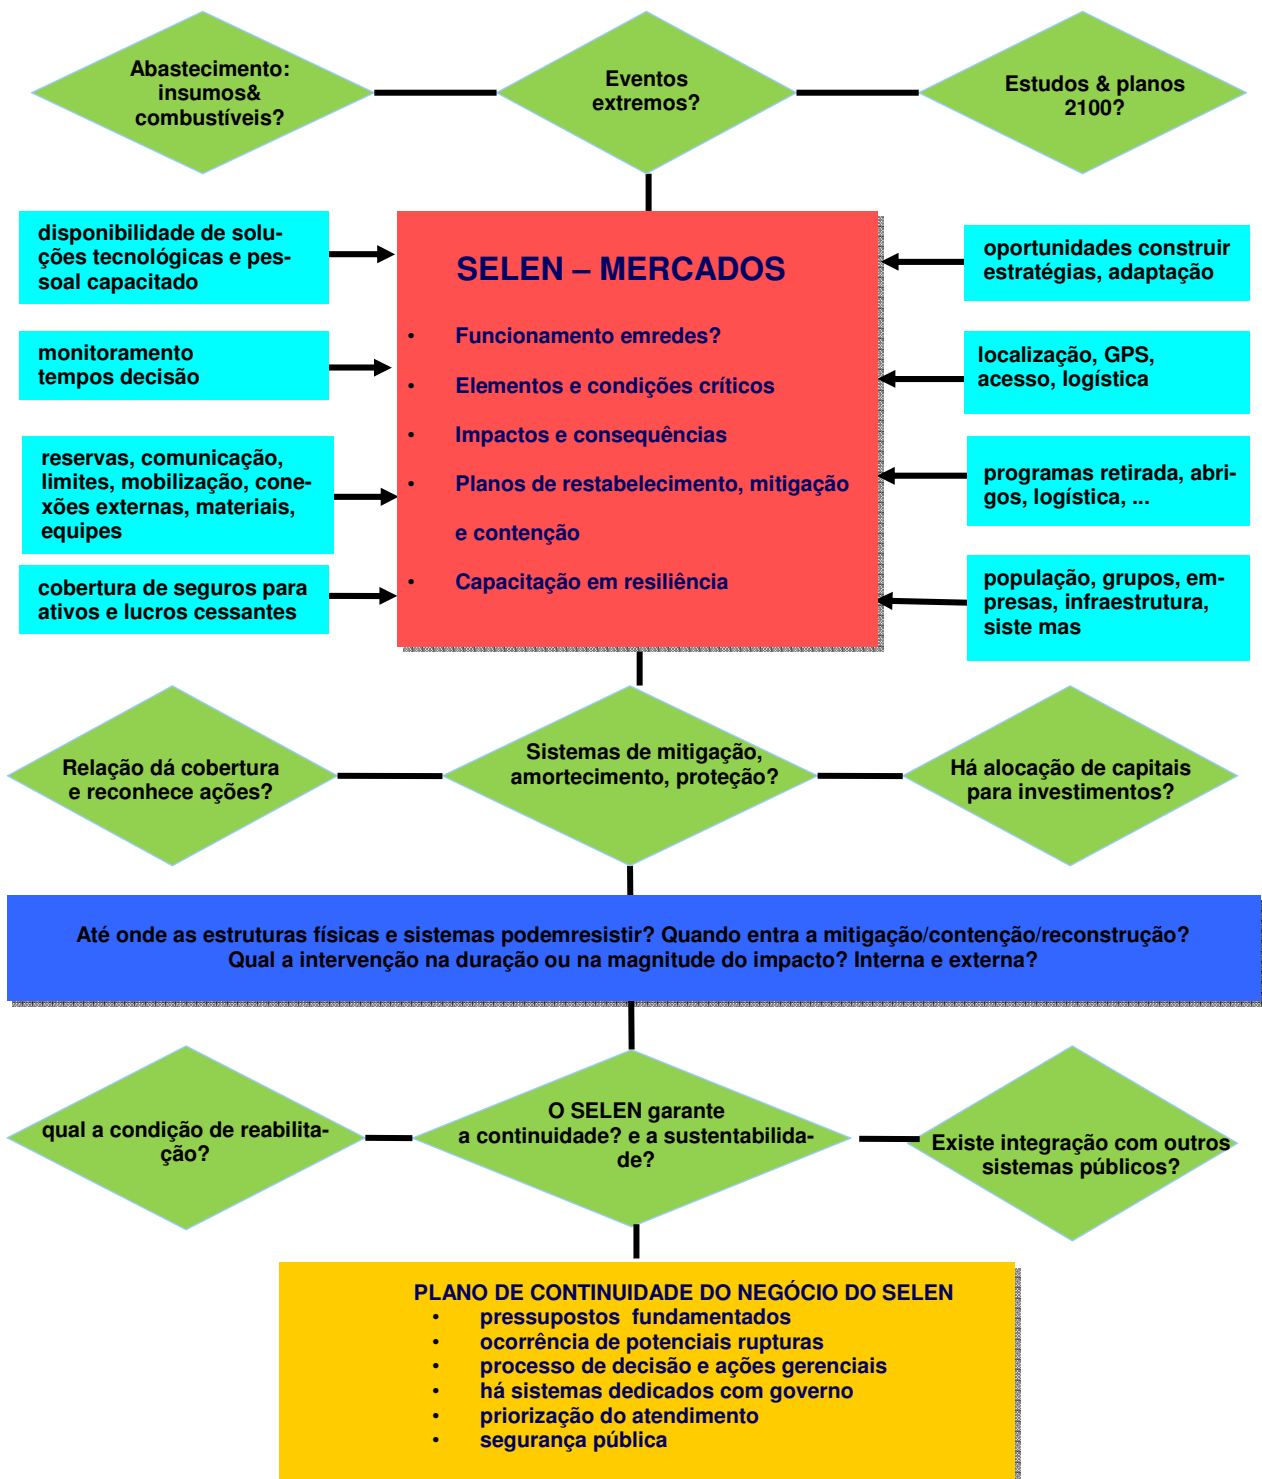 Abastecimento:
insumos&
combustíveis?
Eventos
extremos?
Estudos & planos
2100?
disponibilidade de solu-
ções tecnológicas e pes-
soal capacitado
monitoramento
tempos decisão
reservas, comunicação,
limites, mobilização, cone-
xões externas, materiais,
equipes
cobertura de seguros para
ativos e lucros cessantes
SELEN – MERCADOS
• Funcionamento emredes?
• Elementos e condições críticos
• Impactos e consequências
• Planos de restabelecimento, mitigação
e contenção
• Capacitação em resiliência
oportunidades construir
estratégias, adaptação
localização, GPS,
acesso, logística
programas retirada, abri-
gos, logística, ...
população, grupos, em-
presas, infraestrutura,
siste mas
Relação dá cobertura
e reconhece ações?
Sistemas de mitigação,
amortecimento, proteção?
Há alocação de capitais
para investimentos?
Até onde as estruturas físicas e sistemas podemresistir? Quando entra a mitigação/contenção/reconstrução?
Qual a intervenção na duração ou na magnitude do impacto? Interna e externa?
qual a condição de reabilita-
ção?
O SELEN garante
a continuidade? e a sustentabilida-
de?
Existe integração com outros
sistemas públicos?
PLANO DE CONTINUIDADE DO NEGÓCIO DO SELEN
• pressupostos fundamentados
• ocorrência de potenciais rupturas
• processo de decisão e ações gerenciais
• há sistemas dedicados com governo
• priorização do atendimento
• segurança pública